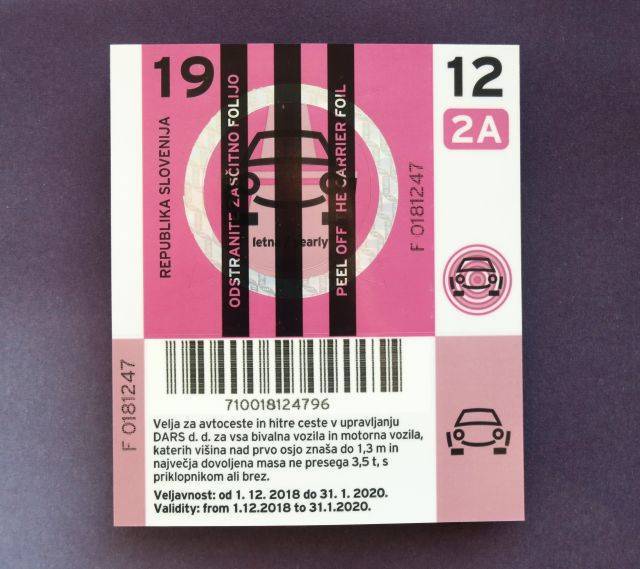 19
12
2A
REPUBLIKA SLOVENIJA
ODSTRANITE ZAŠČITNO FOLIJO
letna / yearly
PEEL OFF THE CARRIER FOIL
F 0181247
F 0181247
710018124796
Velja za avtoceste in hitre ceste v upravljanju
DARS d. d. za vsa bivalna vozila in motorna vozila,
katerih višina nad prvo osjo znaša do 1,3 m in
največja dovoljena masa ne presega 3,5 t, s
priklopnikom ali brez.
Veljavnost: od 1. 12. 2018 do 31. 1. 2020.
Validity: from 1.12.2018 to 31.1.2020.